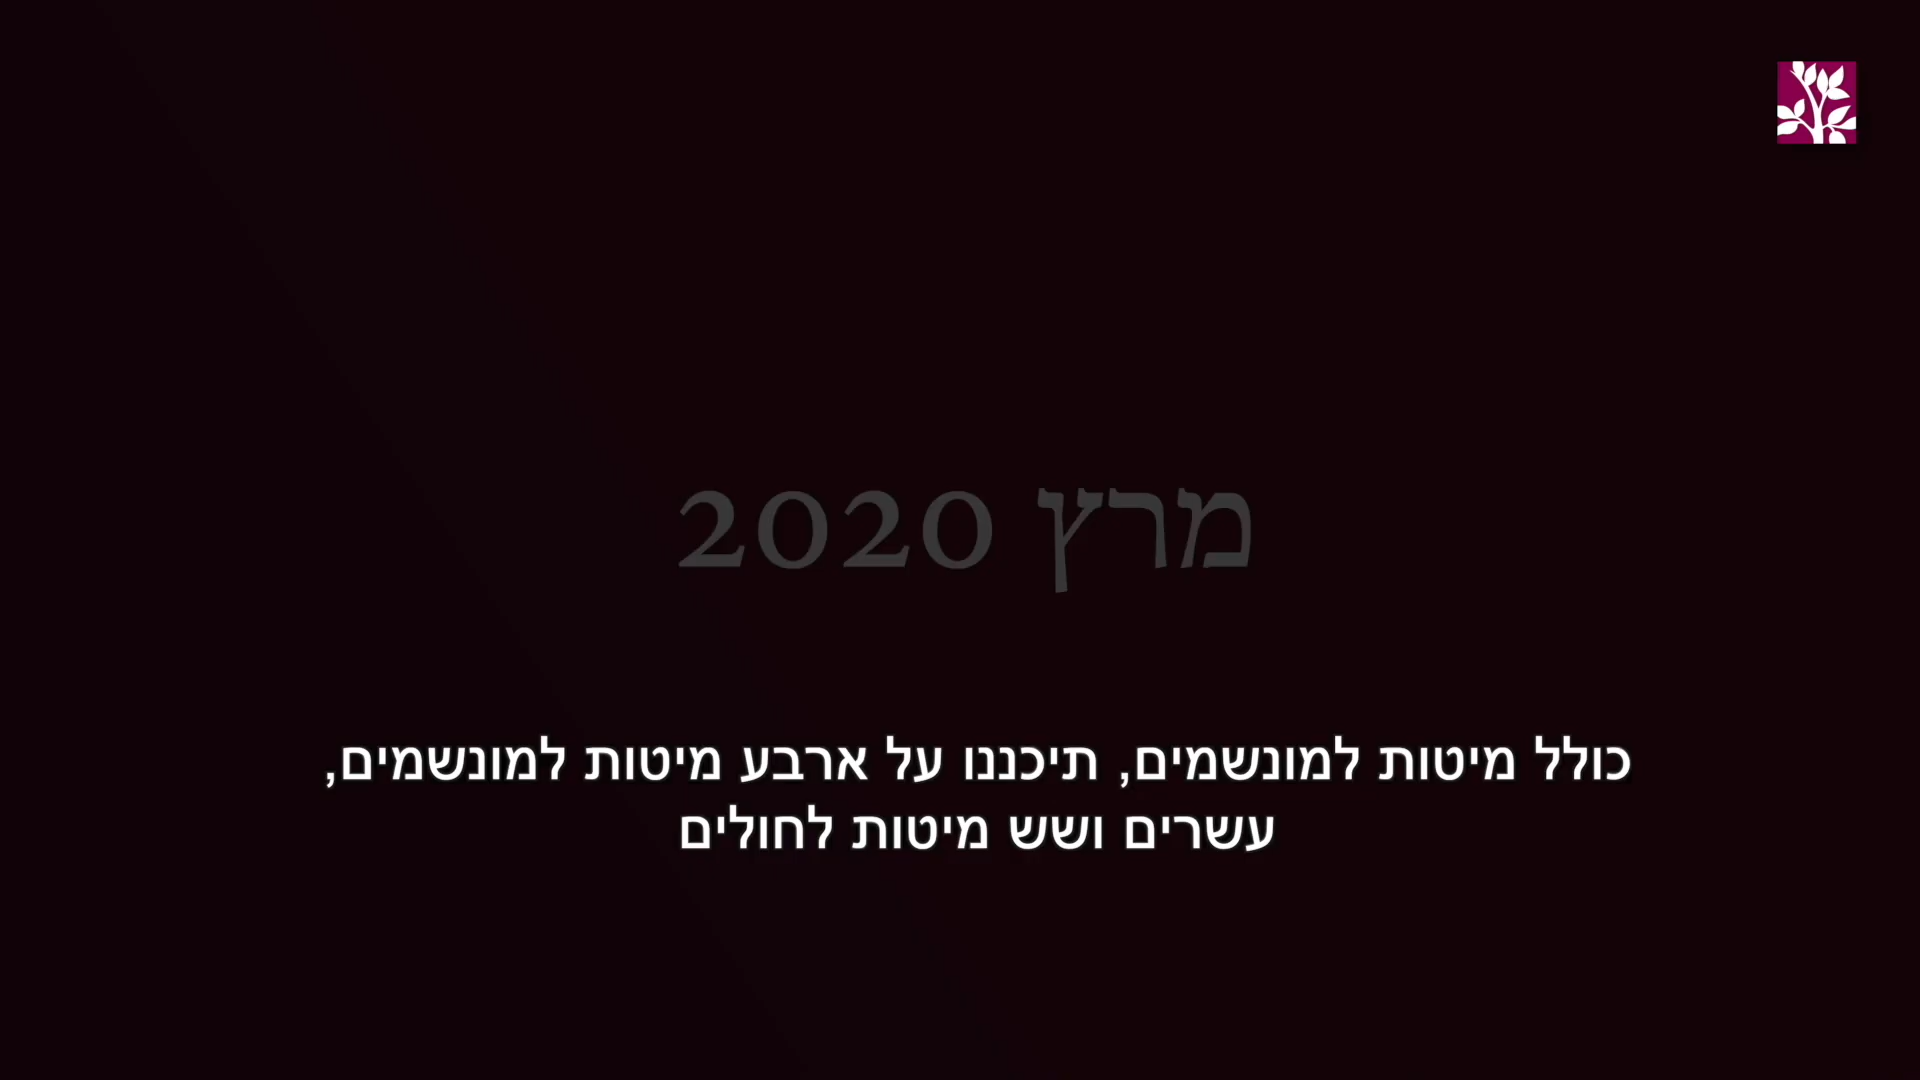 מרץ 2020
כולל מיטות למונשמים, תיכננו על ארבע מיטות למונשמים,
עשרים ושש מיטות לחולים